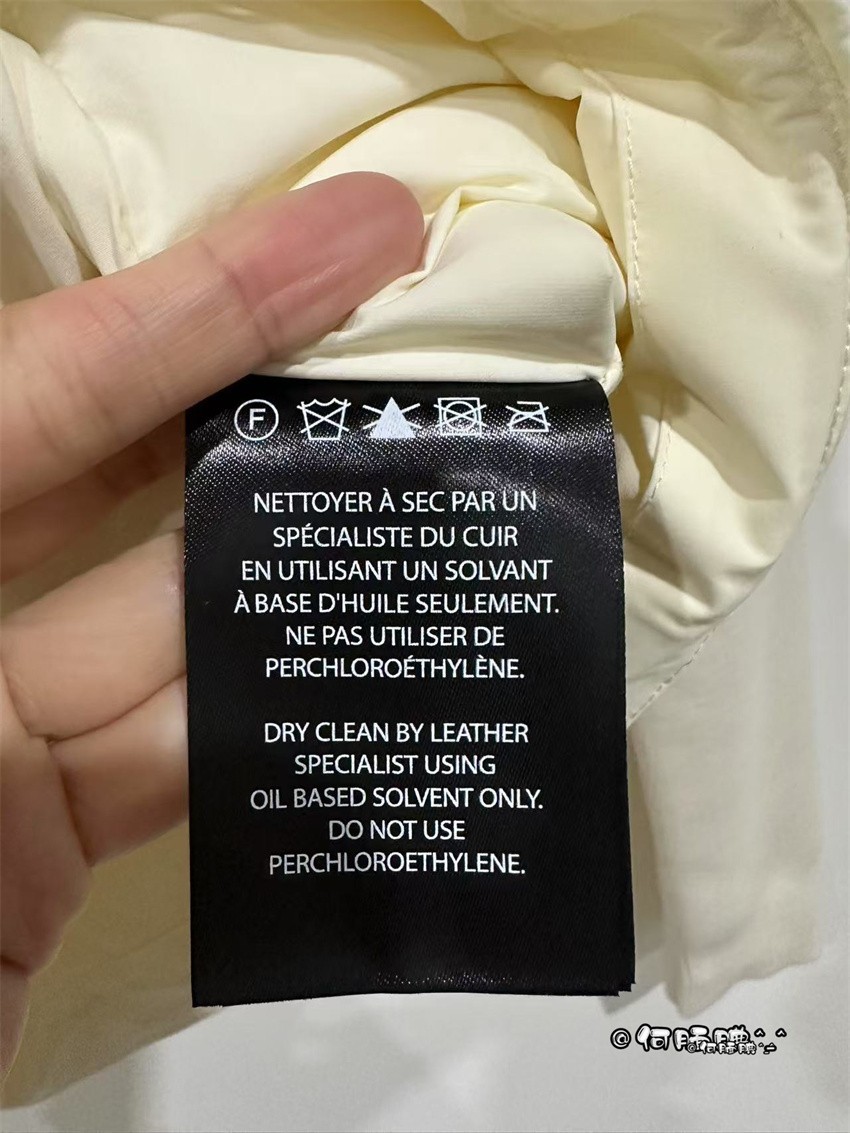 F
NETTOYER À SEC PAR UN
SPÉCIALISTE DU CUIR
EN UTILISANT UN SOLVANT
À BASE D'HUILE SEULEMENT.
NE PAS UTILISER DE
PERCHLOROÉTHYLÈNE.
DRY CLEAN BY LEATHER
SPECIALIST USING
OIL BASED SOLVENT ONLY.
DO NOT USE
PERCHLOROETHYLENE.